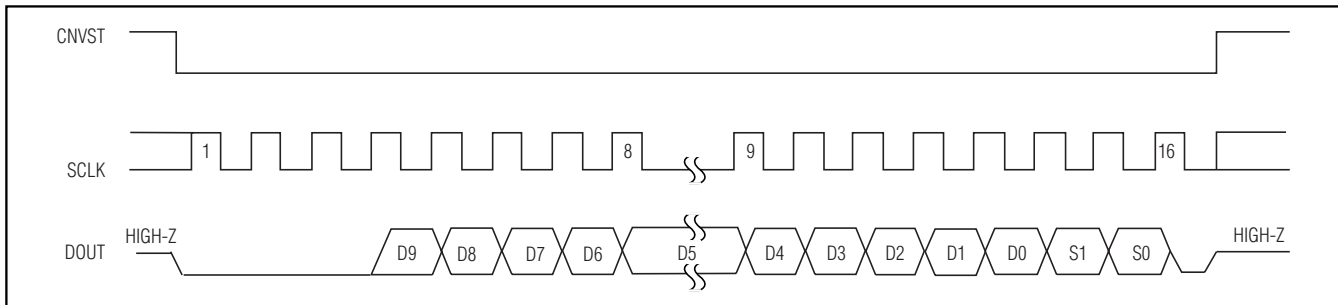 CNVST
SCLK
1 8 9 16
DOUT
HIGH-Z
D9 D8 D7 D6 D5 D4 D3 D2 D1 D0 S1 S0
HIGH-Z